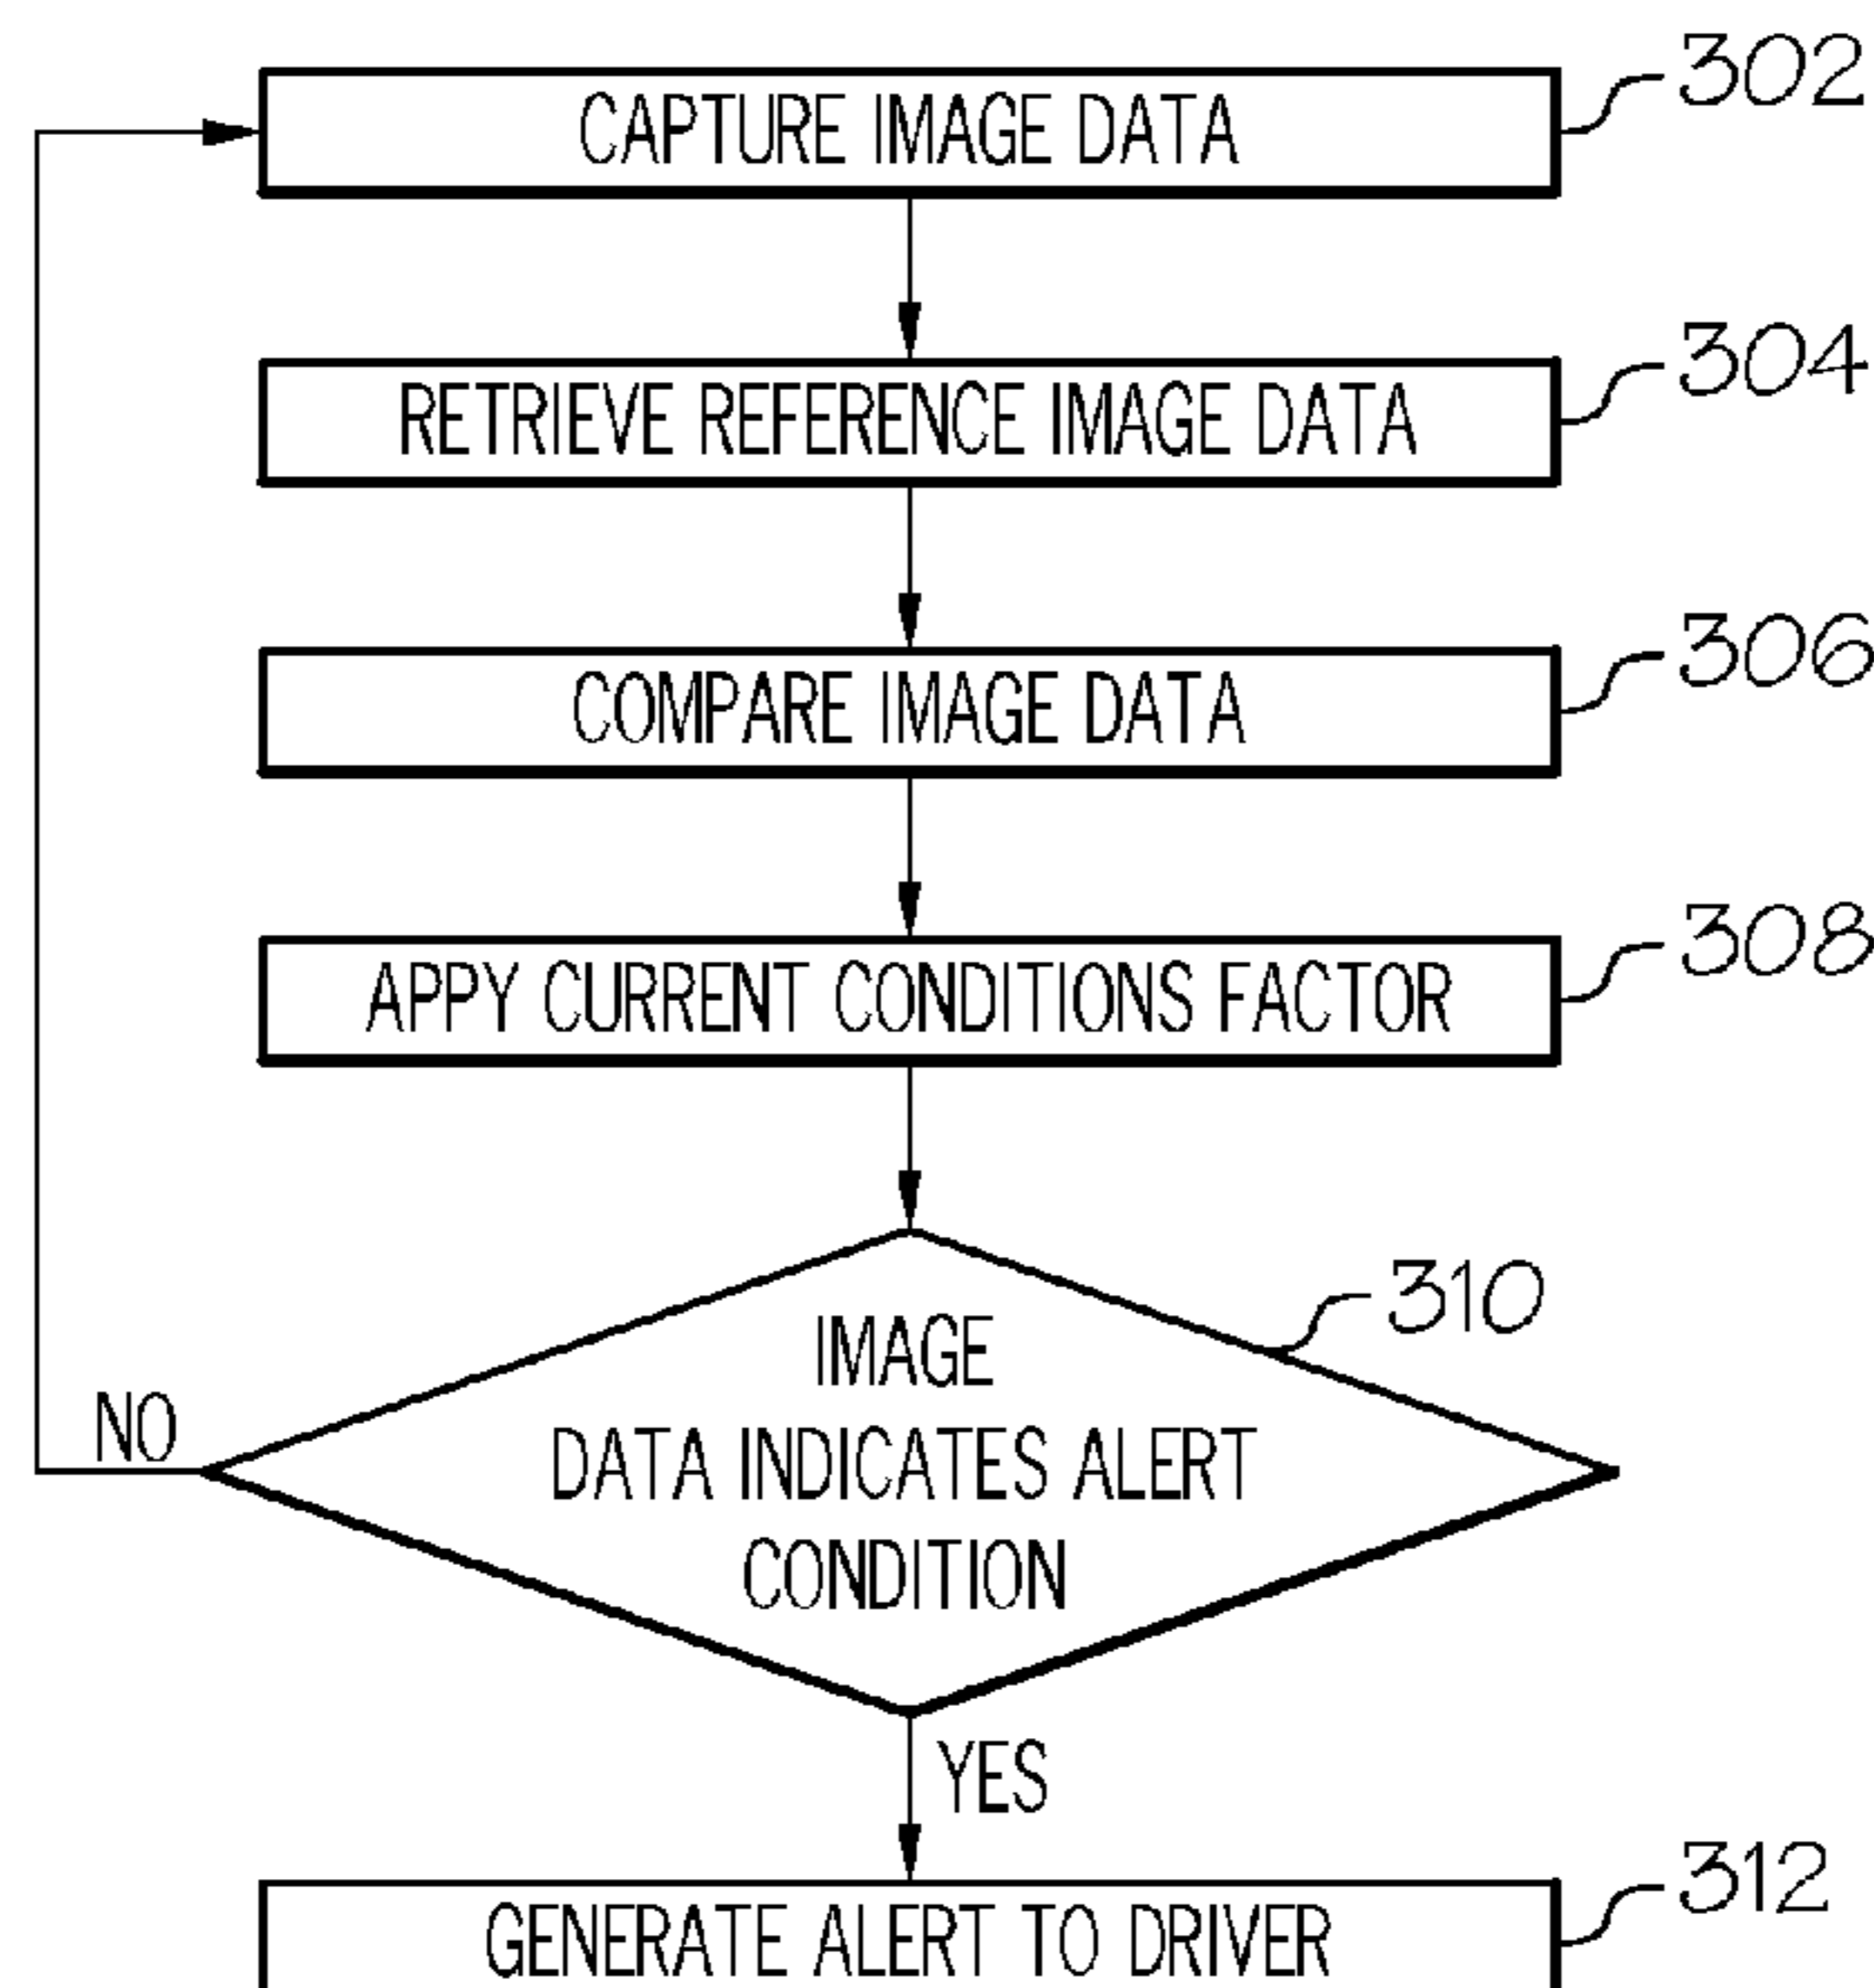 302
CAPTURE IMAGE DATA
304
RETRIEVE REFERENCE IMAGE DATA
306
COMPARE IMAGE DATA
308
APPY CURRENT CONDITIONS FACTOR
310
IMAGE
DATA INDICATES ALERT
CONDITION
NO
YES
312
GENERATE ALERT TO DRIVER